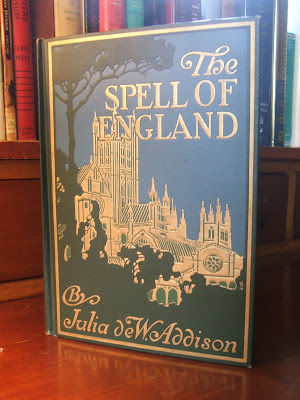 The
SPELL OF
ENGLAND
By
Julia deW. Addison